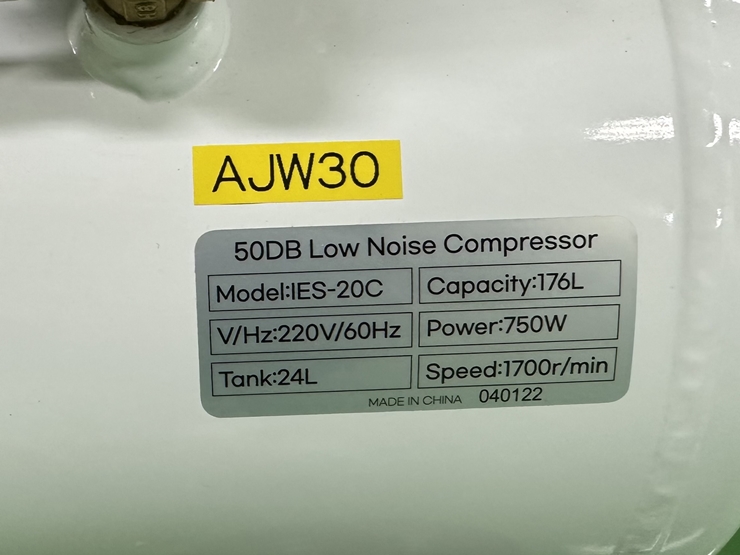 AJW30
50DB Low Noise Compressor
Model:IES-20C Capacity:176L
V/Hz:220V/60Hz Power:750W
Tank:24L Speed:1700r/min
MADE IN CHINA 040122